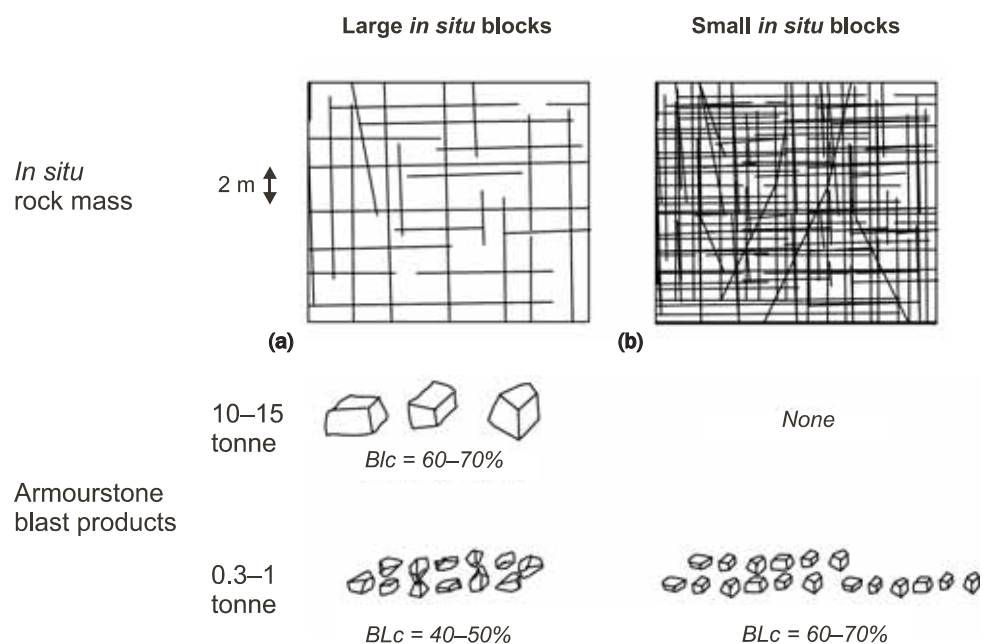 Large in situ blocks
Small in situ blocks
In situ
rock mass
2 m
(a)
(b)
10–15
tonne
Blc = 60–70%
None
Armourstone
blast products
0.3–1
tonne
BLc = 40–50%
BLc = 60–70%